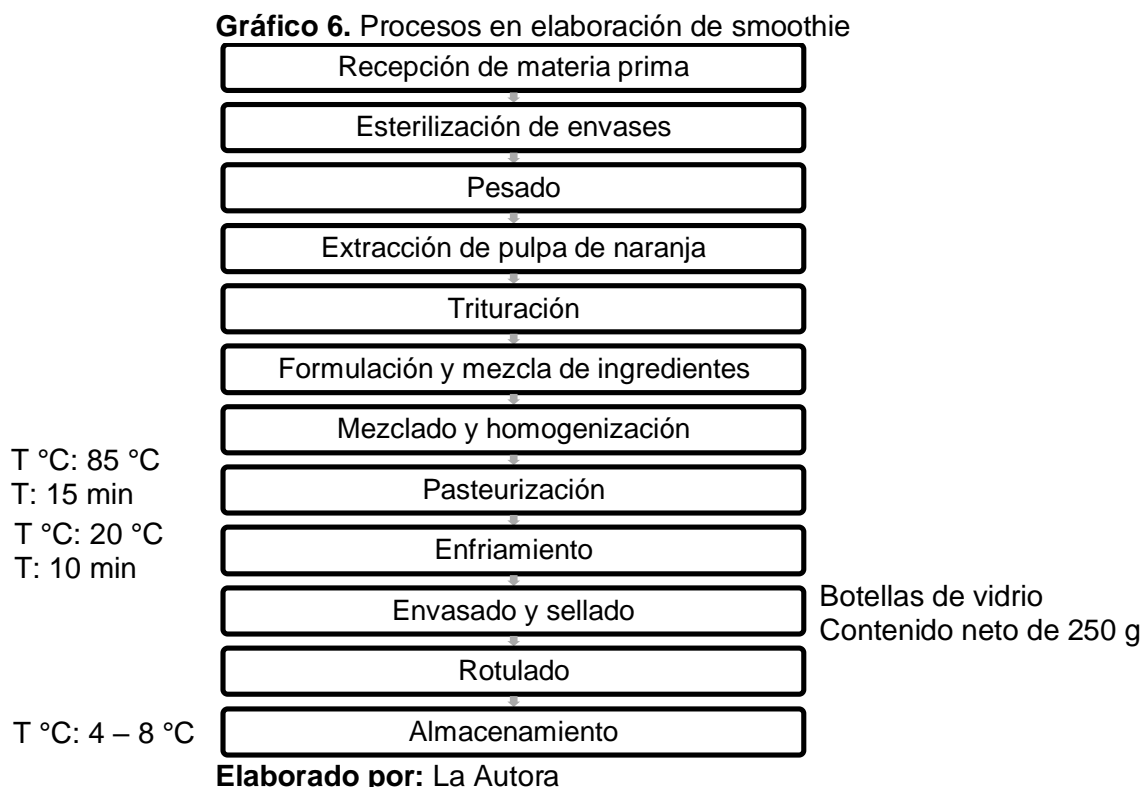 Gráfico 6. Procesos en elaboración de smoothie
Recepción de materia prima
Esterilización de envases
Pesado
Extracción de pulpa de naranja
Trituración
Formulación y mezcla de ingredientes
Mezclado y homogenización
T °C: 85 °C
T: 15 min
Pasteurización
T °C: 20 °C
T: 10 min
Enfriamiento
Envasado y sellado
Botellas de vidrio
Contenido neto de 250 g
Rotulado
T °C: 4 – 8 °C
Almacenamiento
Elaborado por: La Autora